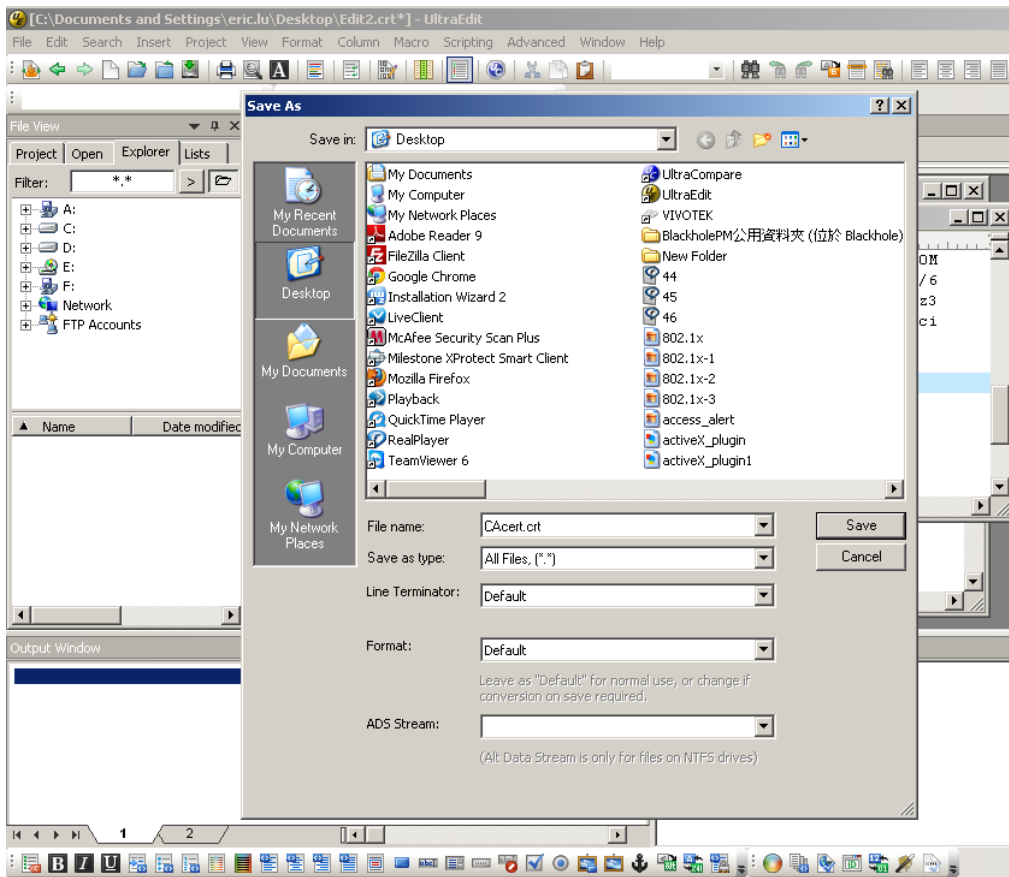 [C:\Documents and Settings\eric.lu\Desktop\Edit2.crt*] - UltraEdit
File Edit Search Insert Project View Format Column Macro Scripting Advanced Window Help
Save As
File View
Save in: Desktop
Project Open Explorer Lists
Filter: *.* >
A:
C:
D:
E:
F:
Network
FTP Accounts
Name Date modified
My Recent Documents
Desktop
My Documents
My Computer
My Network Places
My Documents
My Computer
My Network Places
Adobe Reader 9
FileZilla Client
Google Chrome
Installation Wizard 2
LiveClient
McAfee Security Scan Plus
Milestone XProtect Smart Client
Mozilla Firefox
Playback
QuickTime Player
RealPlayer
TeamViewer 6
UltraCompare
UltraEdit
VIVOTEK
BlackholePM公用資料夾 (位於 Blackhole)
New Folder
44
45
46
802.1x
802.1x-1
802.1x-2
802.1x-3
access_alert
activeX_plugin
activeX_plugin1
OM
/6
z3
ci
File name: CAcert.crt Save
Save as type: All Files, (*.*) Cancel
Line Terminator: Default
Format: Default
Leave as "Default" for normal use, or change if
conversion on save required.
ADS Stream:
(Alt Data Stream is only for files on NTFS drives)
Output Window
1 2
B I U